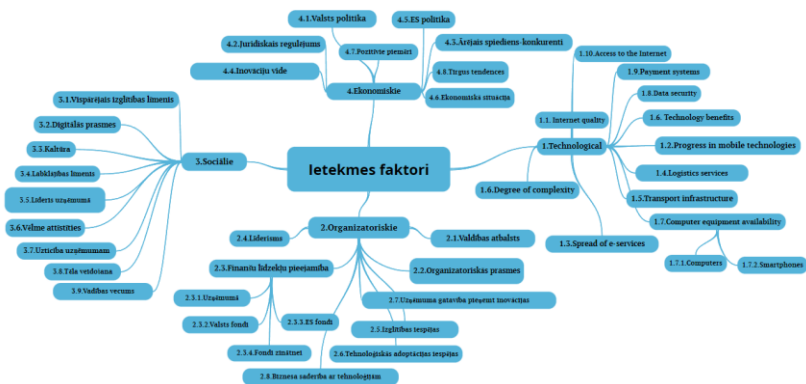 Ietekmes faktori
1.Technological
1.10.Access to the Internet
1.9.Payment systems
1.8.Data security
1.1. Internet quality
1.6. Technology benefits
1.2.Progress in mobile technologies
1.4.Logistics services
1.6.Degree of complexity
1.5.Transport infrastructure
1.7.Computer equipment availability
1.3.Spread of e-services
1.7.1.Computers
1.7.2.Smartphones
2.Organizatoriskie
2.4.Līderisms
2.1.Valdības atbalsts
2.3.Finanšu līdzekļu pieejamība
2.2.Organizatoriskās prasmes
2.3.1.Uzņēmumā
2.7.Uzņēmuma gatavība pieņemt inovācijas
2.3.2.Valsts fondi
2.3.3.ES fondi
2.5.Izglītības iespējas
2.3.4.Fondi zinātnei
2.6.Tehnoloģiskās adoptācijas iespējas
2.8.Biznesa saderība ar tehnoloģijām
3.Sociālie
3.1.Vispārējais izglītības līmenis
3.2.Digitālās prasmes
3.3.Kultūra
3.4.Labklājības līmenis
3.5.Līderis uzņēmumā
3.6.Vēlme attīstīties
3.7.Uzticība uzņēmumam
3.8.Tēla veidošana
3.9.Vadības vecums
4.Ekonomiskie
4.1.Valsts politika
4.5.ES politika
4.2.Juridiskais regulējums
4.7.Pozitīvie piemēri
4.3.Ārējais spiediens-konkurenti
4.4.Inovāciju vide
4.8.Tirgus tendences
4.6.Ekonomiskā situācija